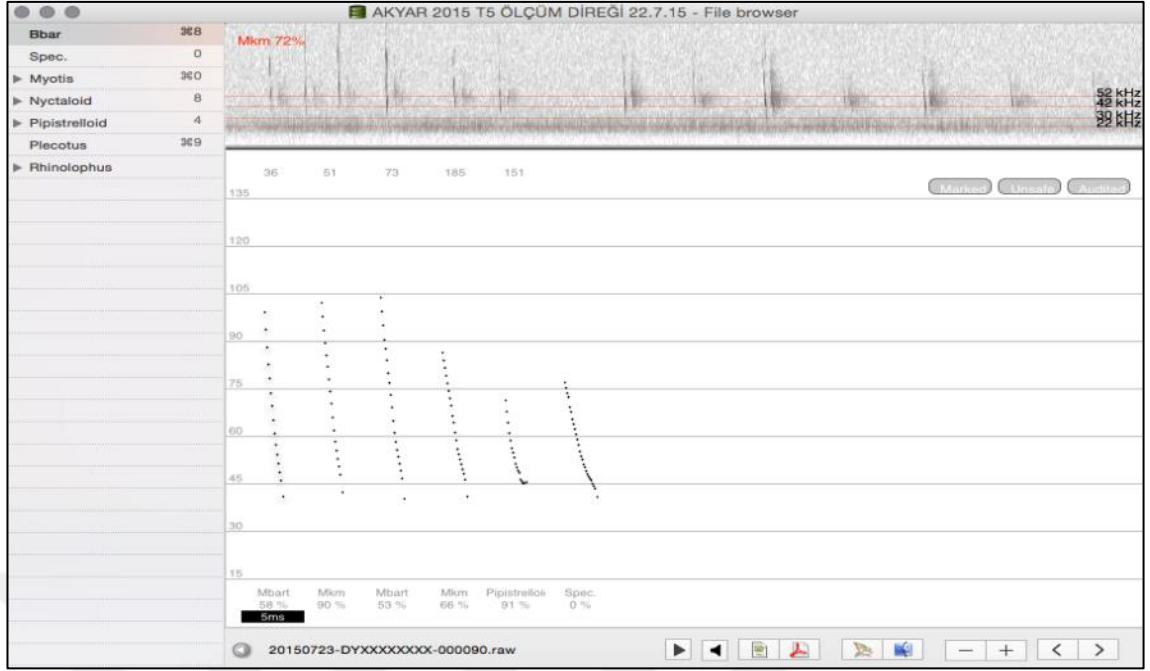 AKYAR 2015 T5 ÖLÇÜM DİREĞİ 22.7.15 - File browser
Bbar ⌘8
Spec. 0
Myotis ⌘0
Nyctaloid 8
Pipistrelloid 4
Plecotus ⌘9
Rhinolophus
Mkm 72%
52 kHz
42 kHz
30 kHz
22 kHz
36 51 73 185 151
Marked Unsafe Audited
135
120
105
90
75
60
45
30
15
Mbart Mkm Mbart Mkm Pipistrelloi Spec.
58 % 90 % 53 % 66 % 91 % 0 %
5ms
20150723-DYXXXXXXXX-000090.raw